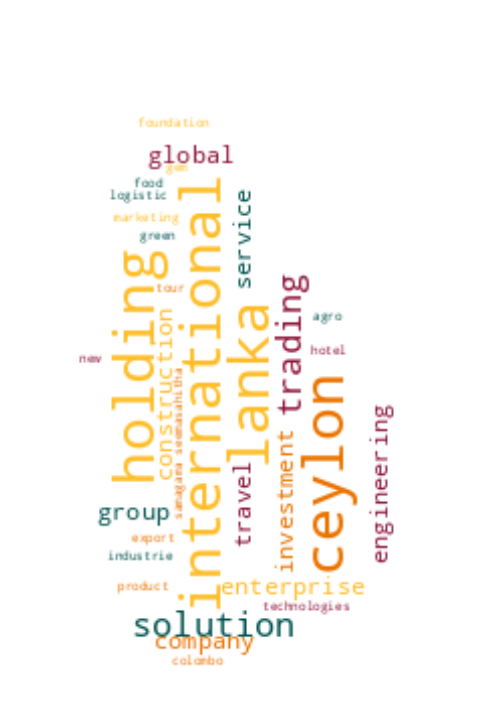 foundation
global
gem
food
logistic
marketing
green
service
international
holding
tour
construction
samagama seemasahitha
lanka
trading
agro
hotel
new
ceylon
engineering
investment
travel
group
export
industrie
product
enterprise
technologies
solution
company
colombo